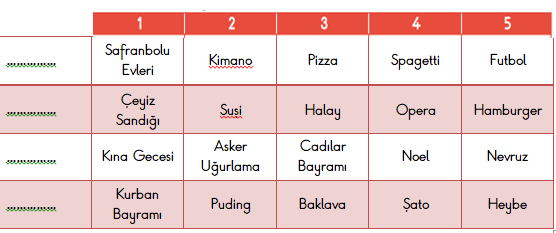 1 2 3 4 5
................ Safranbolu Evleri Kimano Pizza Spagetti Futbol
................ Çeyiz Sandığı Suşi Halay Opera Hamburger
................ Kına Gecesi Asker Uğurlama Cadılar Bayramı Noel Nevruz
................ Kurban Bayramı Puding Baklava Şato Heybe